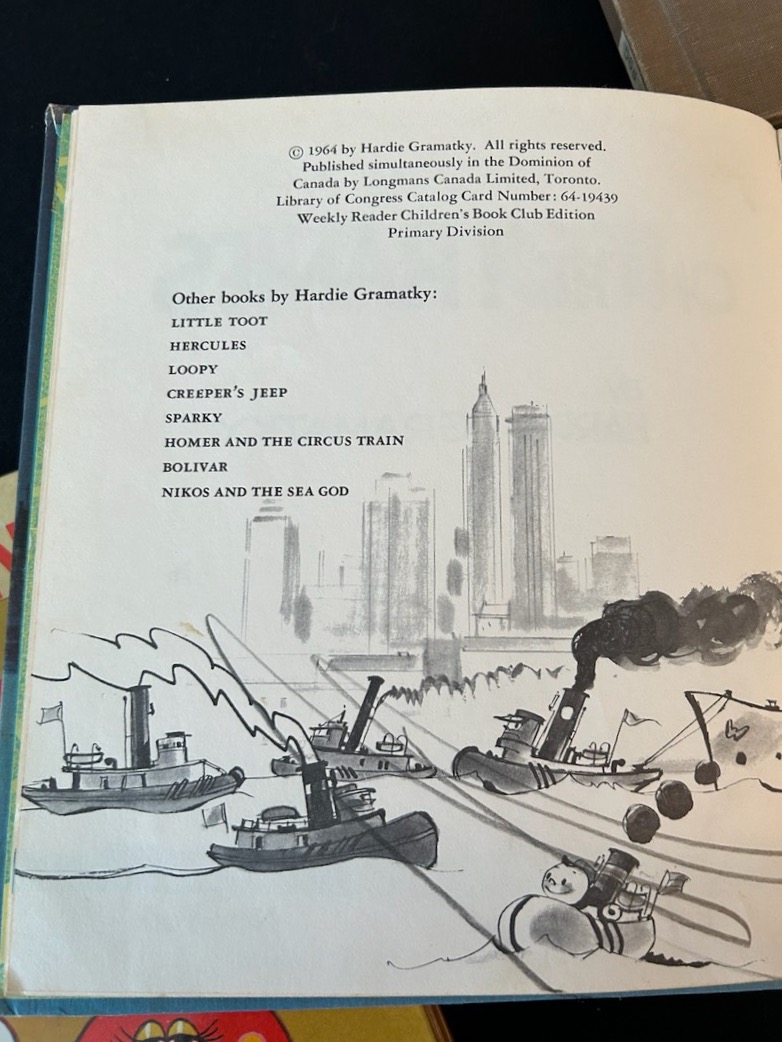 © 1964 by Hardie Gramatky. All rights reserved.
Published simultaneously in the Dominion of
Canada by Longmans Canada Limited, Toronto.
Library of Congress Catalog Card Number: 64-19439
Weekly Reader Children's Book Club Edition
Primary Division
Other books by Hardie Gramatky:
LITTLE TOOT
HERCULES
LOOPY
CREEPER'S JEEP
SPARKY
HOMER AND THE CIRCUS TRAIN
BOLIVAR
NIKOS AND THE SEA GOD